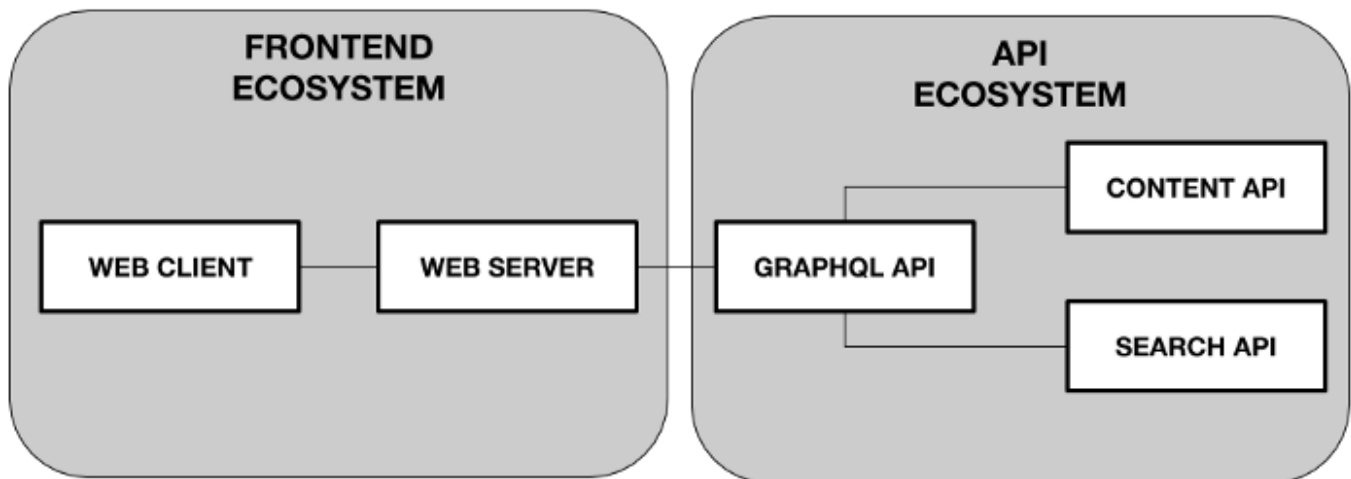 FRONTEND
ECOSYSTEM
WEB CLIENT
WEB SERVER
API
ECOSYSTEM
GRAPHQL API
CONTENT API
SEARCH API